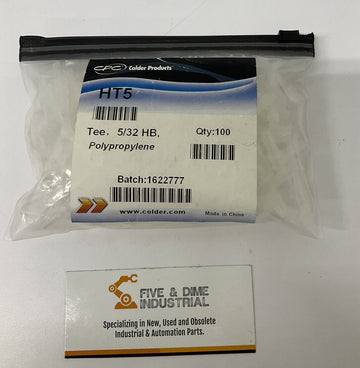 CPC Colder Products
HT5
Tee, 5/32 HB, Qty:100
Polypropylene
Batch:1622777
www.colder.com Made in China
FIVE & DIME
INDUSTRIAL
Specializing in New, Used and Obsolete
Industrial & Automation Parts.